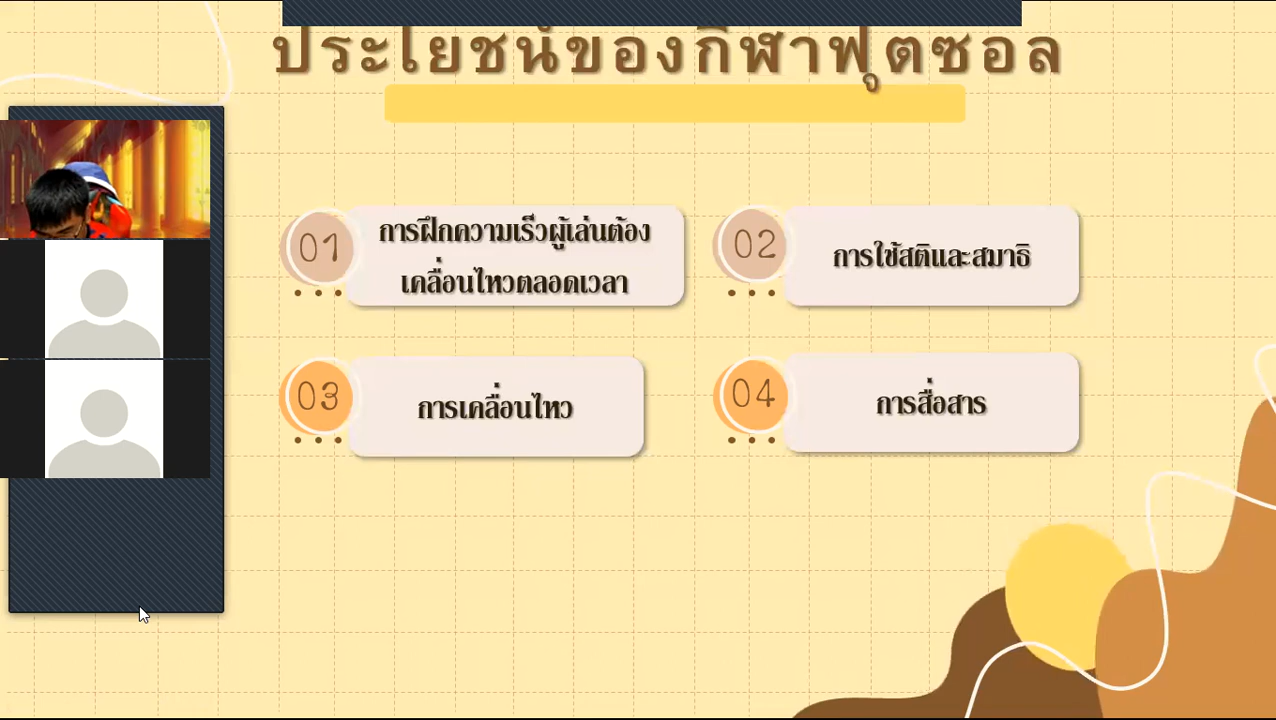 ประโยชน์ของกีฬาฟุตซอล
01
การฝึกความเร็วผู้เล่นต้อง
เคลื่อนไหวตลอดเวลา
02
การใช้สติและสมาธิ
03
การเคลื่อนไหว
04
การสื่อสาร